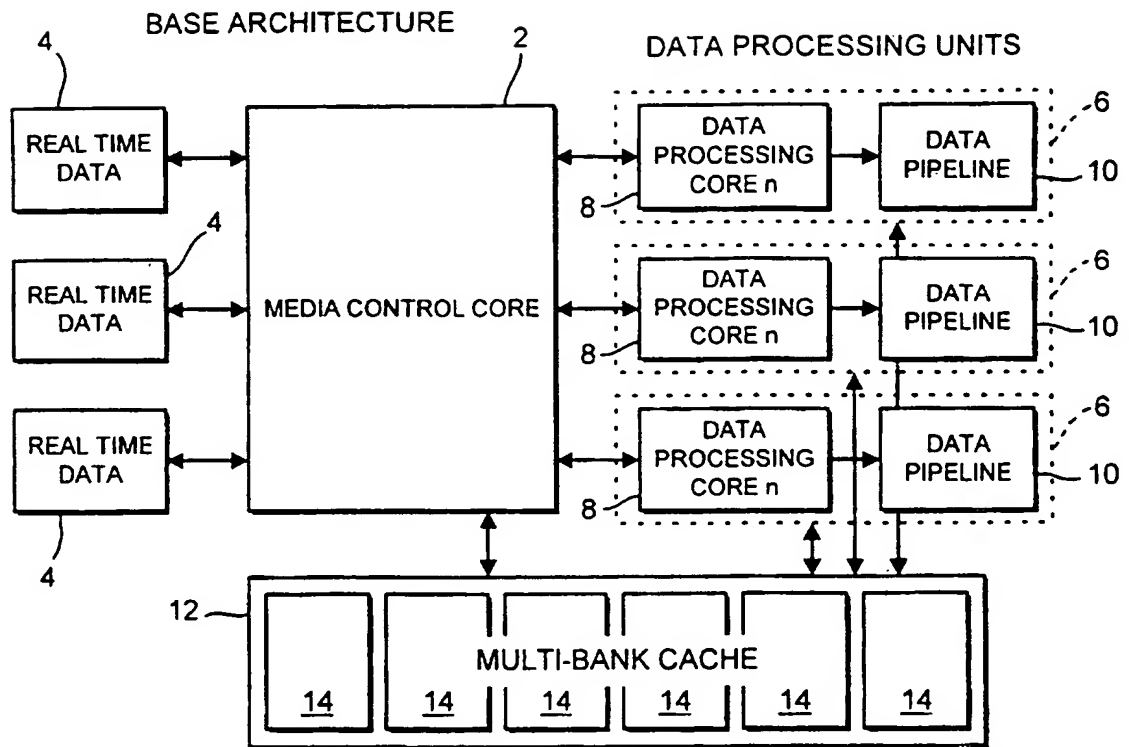 BASE ARCHITECTURE
DATA PROCESSING UNITS
4
2
REAL TIME
DATA
DATA
PROCESSING
CORE n
DATA
PIPELINE
6
10
8
4
REAL TIME
DATA
MEDIA CONTROL CORE
DATA
PROCESSING
CORE n
DATA
PIPELINE
6
10
8
REAL TIME
DATA
4
DATA
PROCESSING
CORE n
DATA
PIPELINE
6
10
8
12
MULTI-BANK CACHE
14 14 14 14 14 14